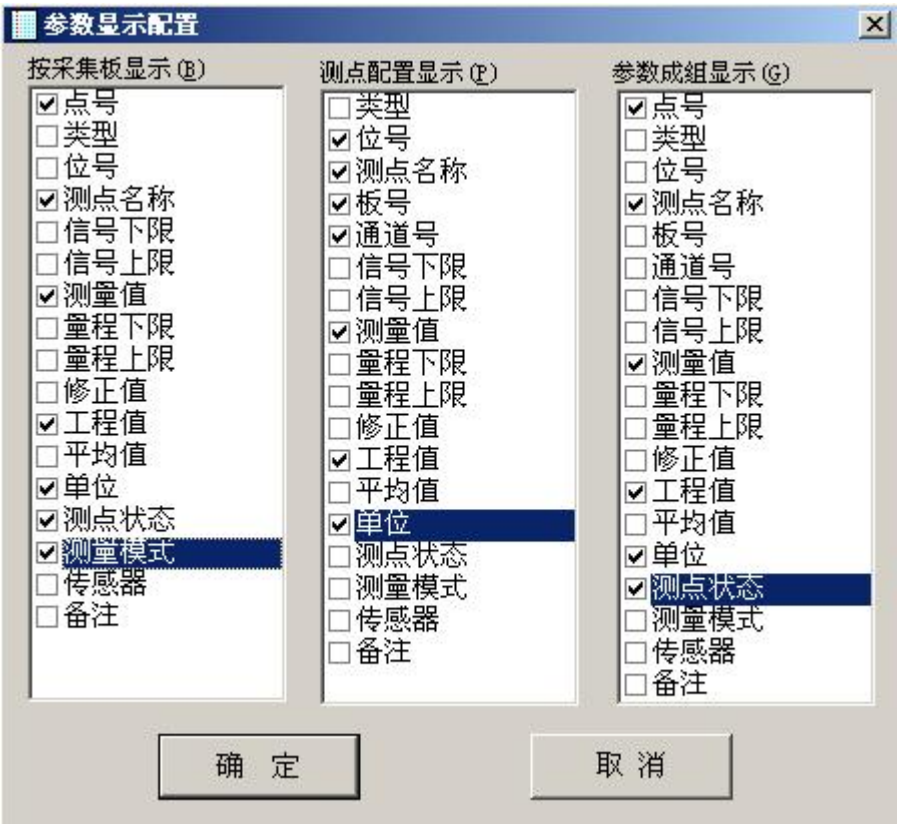 参数显示配置
按采集板显示(B)
点号
类型
位号
测点名称
信号下限
信号上限
测量值
量程下限
量程上限
修正值
工程值
平均值
单位
测点状态
测量模式
传感器
备注
测点配置显示(P)
类型
位号
测点名称
板号
通道号
信号下限
信号上限
测量值
量程下限
量程上限
修正值
工程值
平均值
单位
测点状态
测量模式
传感器
备注
参数成组显示(G)
点号
类型
位号
测点名称
板号
通道号
信号下限
信号上限
测量值
量程下限
量程上限
修正值
工程值
平均值
单位
测点状态
测量模式
传感器
备注
确 定
取 消